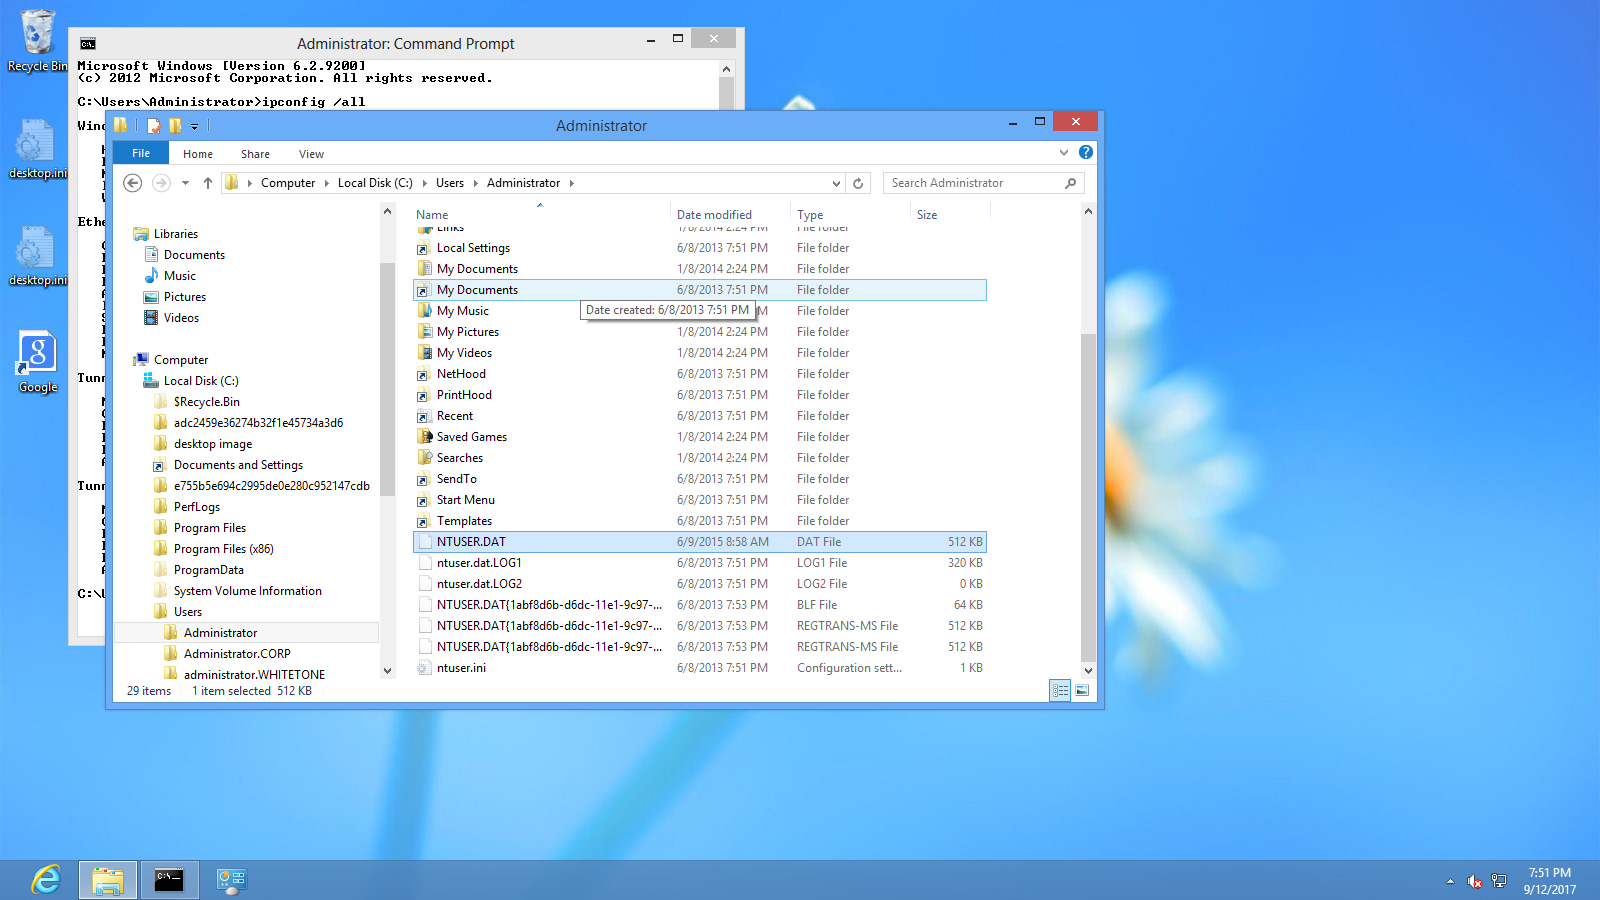 Recycle Bin
desktop.ini
desktop.ini
Google
Administrator: Command Prompt
Microsoft Windows [Version 6.2.9200]
(c) 2012 Microsoft Corporation. All rights reserved.
C:\Users\Administrator>ipconfig /all
Administrator
File Home Share View
Computer Local Disk (C:) Users Administrator
Search Administrator
Libraries
Documents
Music
Pictures
Videos
Computer
Local Disk (C:)
$Recycle.Bin
adc2459e36274b32f1e45734a3d6
desktop image
Documents and Settings
e755b5e694c2995de0e280c952147cdb
PerfLogs
Program Files
Program Files (x86)
ProgramData
System Volume Information
Users
Administrator
Administrator.CORP
administrator.WHITETONE
Name Date modified Type Size
Links 1/8/2014 2:24 PM File folder
Local Settings 6/8/2013 7:51 PM File folder
My Documents 1/8/2014 2:24 PM File folder
My Documents 6/8/2013 7:51 PM File folder
My Music
Date created: 6/8/2013 7:51 PM
File folder
My Pictures 1/8/2014 2:24 PM File folder
My Videos 1/8/2014 2:24 PM File folder
NetHood 6/8/2013 7:51 PM File folder
PrintHood 6/8/2013 7:51 PM File folder
Recent 6/8/2013 7:51 PM File folder
Saved Games 1/8/2014 2:24 PM File folder
Searches 1/8/2014 2:24 PM File folder
SendTo 6/8/2013 7:51 PM File folder
Start Menu 6/8/2013 7:51 PM File folder
Templates 6/8/2013 7:51 PM File folder
NTUSER.DAT 6/9/2015 8:58 AM DAT File 512 KB
ntuser.dat.LOG1 6/8/2013 7:51 PM LOG1 File 320 KB
ntuser.dat.LOG2 6/8/2013 7:51 PM LOG2 File 0 KB
NTUSER.DAT{1abf8d6b-d6dc-11e1-9c97-... 6/8/2013 7:53 PM BLF File 64 KB
NTUSER.DAT{1abf8d6b-d6dc-11e1-9c97-... 6/8/2013 7:53 PM REGTRANS-MS File 512 KB
NTUSER.DAT{1abf8d6b-d6dc-11e1-9c97-... 6/8/2013 7:53 PM REGTRANS-MS File 512 KB
ntuser.ini 6/8/2013 7:51 PM Configuration sett... 1 KB
29 items 1 item selected 512 KB
7:51 PM
9/12/2017